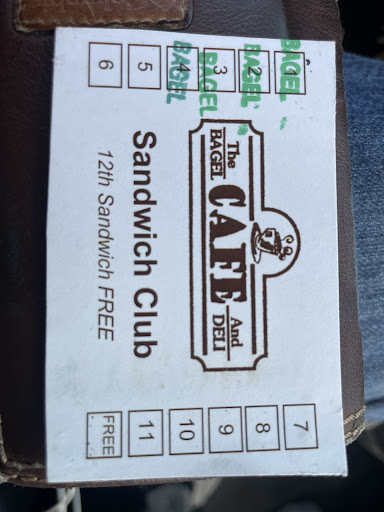 BAGEL
BAGEL
BAGEL
BAGEL
1
2
3
4
5
6
The
BAGEL
CAFE
And
DELI
Sandwich Club
12th Sandwich FREE
7
8
9
10
11
FREE